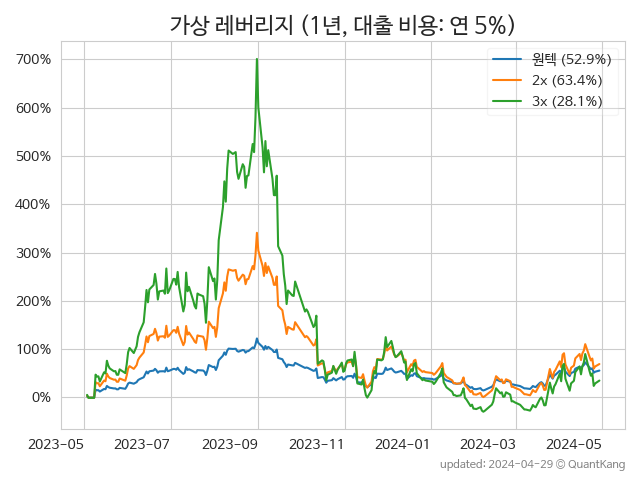 가상 레버리지 (1년, 대출 비용: 연 5%)
원텍 (52.9%)
2x (63.4%)
3x (28.1%)
700%
600%
500%
400%
300%
200%
100%
0%
2023-05 2023-07 2023-09 2023-11 2024-01 2024-03 2024-05
updated: 2024-04-29 © QuantKang